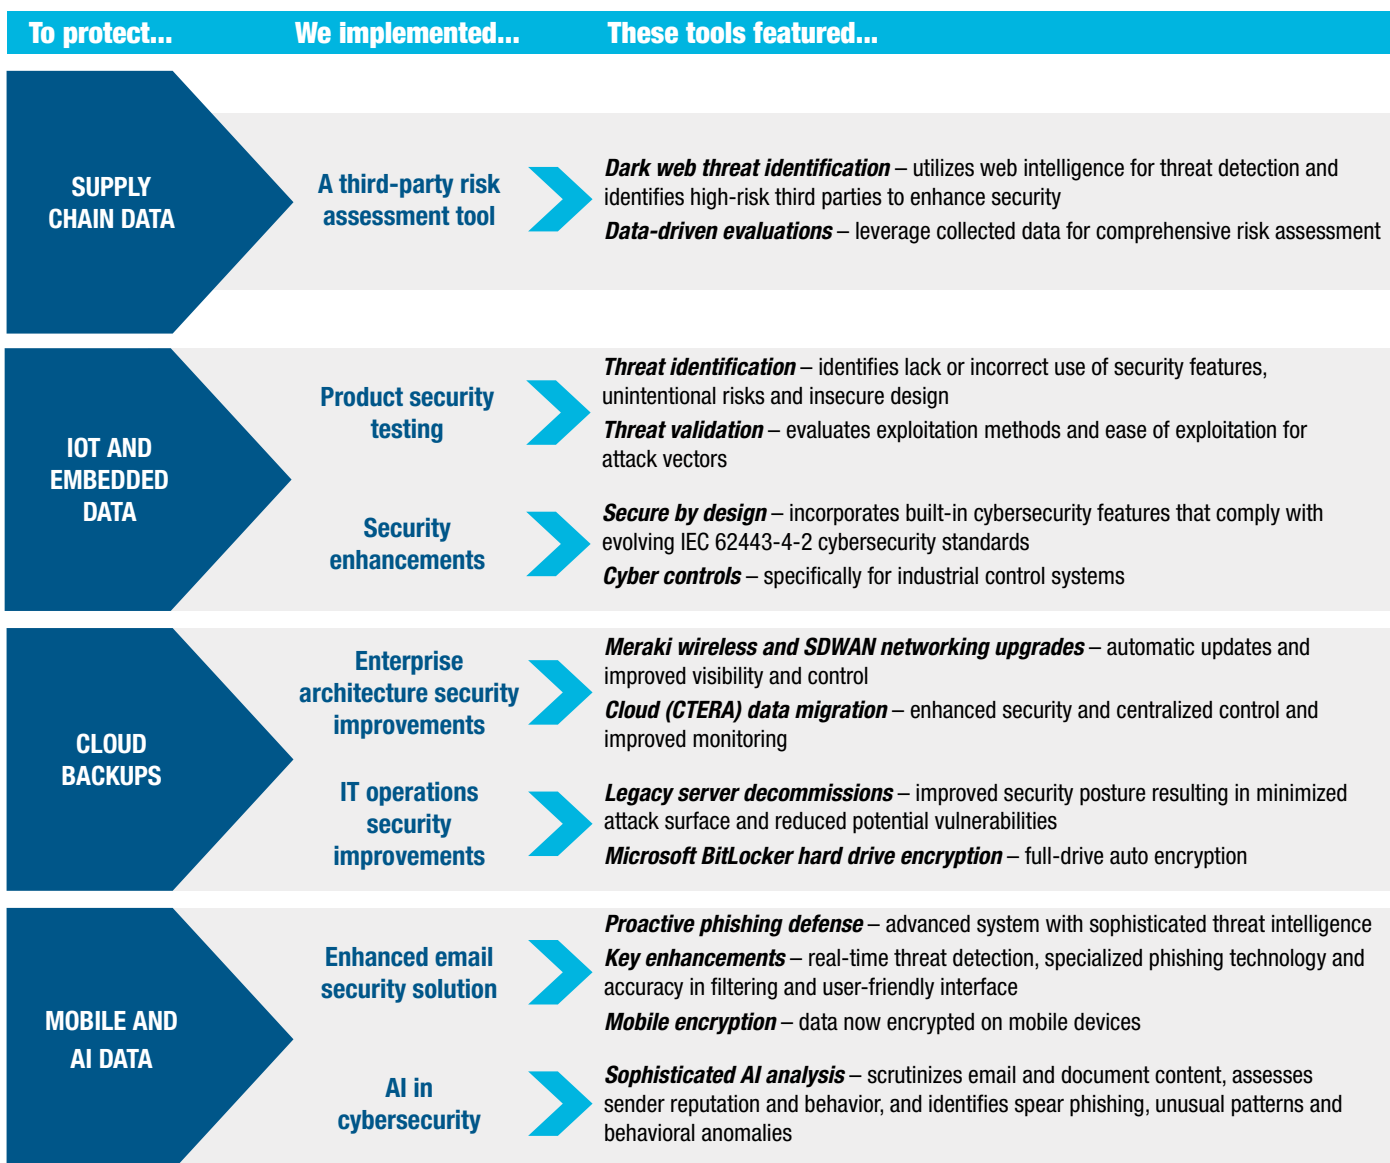 To protect... We implemented... These tools featured...
SUPPLY
CHAIN DATA
A third-party risk
assessment tool
Dark web threat identification – utilizes web intelligence for threat detection and
identifies high-risk third parties to enhance security
Data-driven evaluations – leverage collected data for comprehensive risk assessment
IOT AND
EMBEDDED
DATA
Product security
testing
Threat identification – identifies lack or incorrect use of security features,
unintentional risks and insecure design
Threat validation – evaluates exploitation methods and ease of exploitation for
attack vectors
Security
enhancements
Secure by design – incorporates built-in cybersecurity features that comply with
evolving IEC 62443-4-2 cybersecurity standards
Cyber controls – specifically for industrial control systems
CLOUD
BACKUPS
Enterprise
architecture security
improvements
Meraki wireless and SDWAN networking upgrades – automatic updates and
improved visibility and control
Cloud (CTERA) data migration – enhanced security and centralized control and
improved monitoring
IT operations
security
improvements
Legacy server decommissions – improved security posture resulting in minimized
attack surface and reduced potential vulnerabilities
Microsoft BitLocker hard drive encryption – full-drive auto encryption
MOBILE AND
AI DATA
Enhanced email
security solution
Proactive phishing defense – advanced system with sophisticated threat intelligence
Key enhancements – real-time threat detection, specialized phishing technology and
accuracy in filtering and user-friendly interface
Mobile encryption – data now encrypted on mobile devices
AI in
cybersecurity
Sophisticated AI analysis – scrutinizes email and document content, assesses
sender reputation and behavior, and identifies spear phishing, unusual patterns and
behavioral anomalies